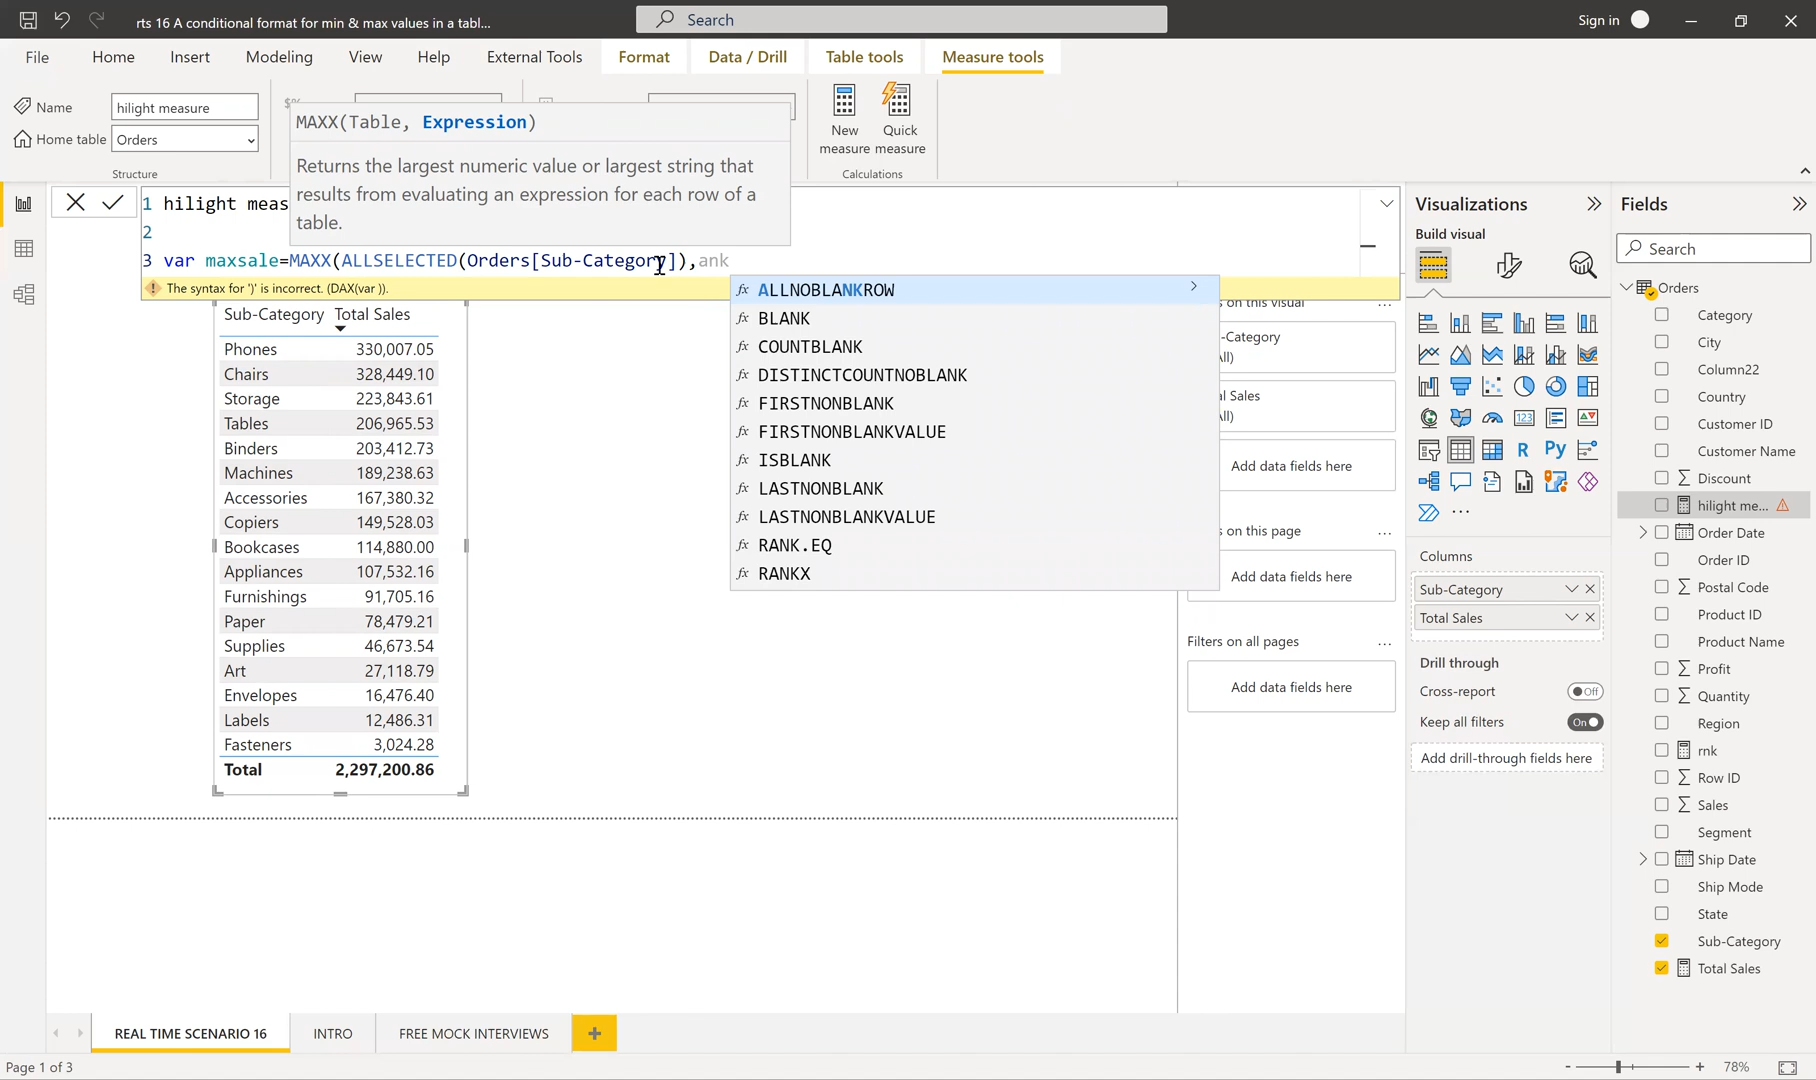 rts 16 A conditional format for min & max values in a tabl...
Search
Sign in
File
Home
Insert
Modeling
View
Help
External Tools
Format
Data / Drill
Table tools
Measure tools
Name
hilight measure
Home table
Orders
Structure
$%
New measure
Quick measure
Calculations
MAXX(Table, Expression)
Returns the largest numeric value or largest string that
results from evaluating an expression for each row of a
table.
1 hilight meas
2
3 var maxsale=MAXX(ALLSELECTED(Orders[Sub-Category]),ank
The syntax for ')' is incorrect. (DAX(var )).
ALLNOBLANKROW
BLANK
COUNTBLANK
DISTINCTCOUNTNOBLANK
FIRSTNONBLANK
FIRSTNONBLANKVALUE
ISBLANK
LASTNONBLANK
LASTNONBLANKVALUE
RANK.EQ
RANKX
Sub-Category Total Sales
Phones 330,007.05
Chairs 328,449.10
Storage 223,843.61
Tables 206,965.53
Binders 203,412.73
Machines 189,238.63
Accessories 167,380.32
Copiers 149,528.03
Bookcases 114,880.00
Appliances 107,532.16
Furnishings 91,705.16
Paper 78,479.21
Supplies 46,673.54
Art 27,118.79
Envelopes 16,476.40
Labels 12,486.31
Fasteners 3,024.28
Total 2,297,200.86
s on this visual ...
-Category
All)
al Sales
All)
Add data fields here
s on this page ...
Add data fields here
Filters on all pages ...
Add data fields here
Visualizations
Build visual
123
R
Py
...
Columns
Sub-Category
Total Sales
Drill through
Cross-report
Off
Keep all filters
On
Add drill-through fields here
Fields
Search
Orders
Category
City
Column22
Country
Customer ID
Customer Name
Discount
hilight me...
Order Date
Order ID
Postal Code
Product ID
Product Name
Profit
Quantity
Region
rnk
Row ID
Sales
Segment
Ship Date
Ship Mode
State
Sub-Category
Total Sales
REAL TIME SCENARIO 16
INTRO
FREE MOCK INTERVIEWS
Page 1 of 3
- + 78%